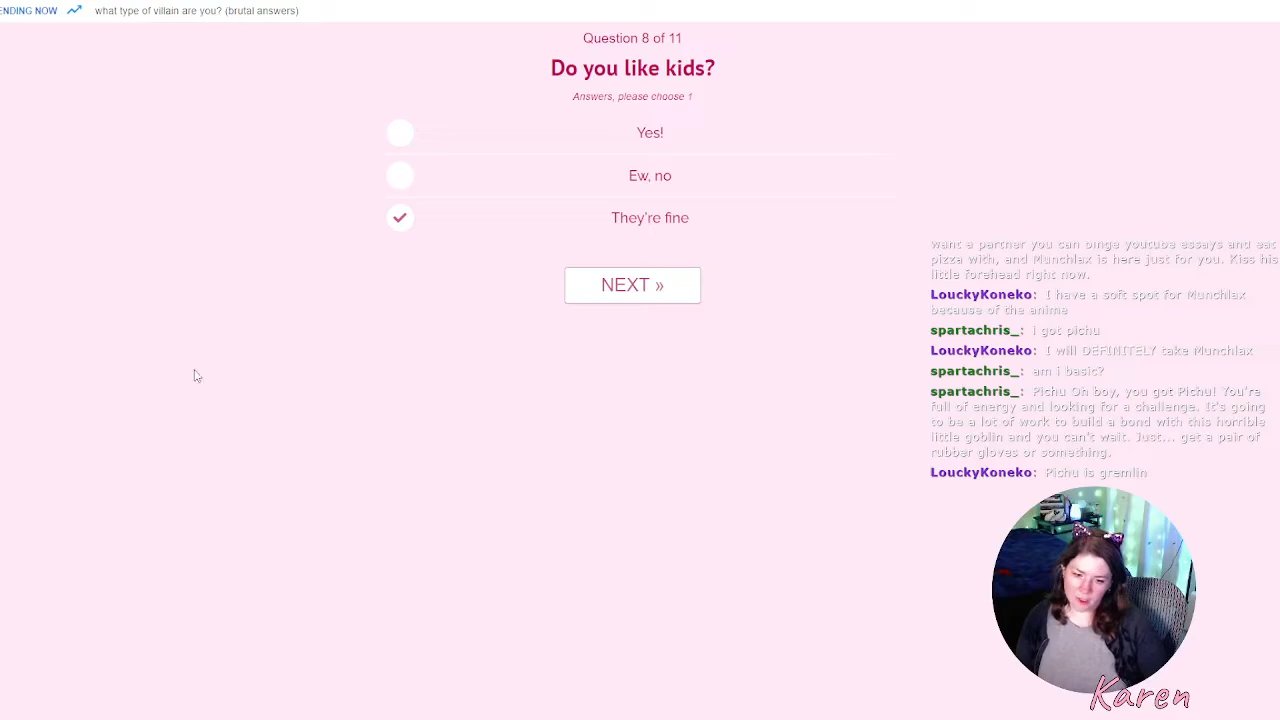 ENDING NOW what type of villain are you? (brutal answers)
Question 8 of 11
Do you like kids?
Answers, please choose 1
Yes!
Ew, no
They're fine
NEXT »
want a partner you can binge youtube essays and eat
pizza with, and Munchlax is here just for you. Kiss his
little forehead right now.
LouckyKoneko: I have a soft spot for Munchlax
because of the anime
spartachris_: i got pichu
LouckyKoneko: I will DEFINITELY take Munchlax
spartachris_: am i basic?
spartachris_: Pichu Oh boy, you got Pichu! You're
full of energy and looking for a challenge. It's going
to be a lot of work to build a bond with this horrible
little goblin and you can't wait. Just... get a pair of
rubber gloves or something.
LouckyKoneko: Pichu is gremlin
Karen